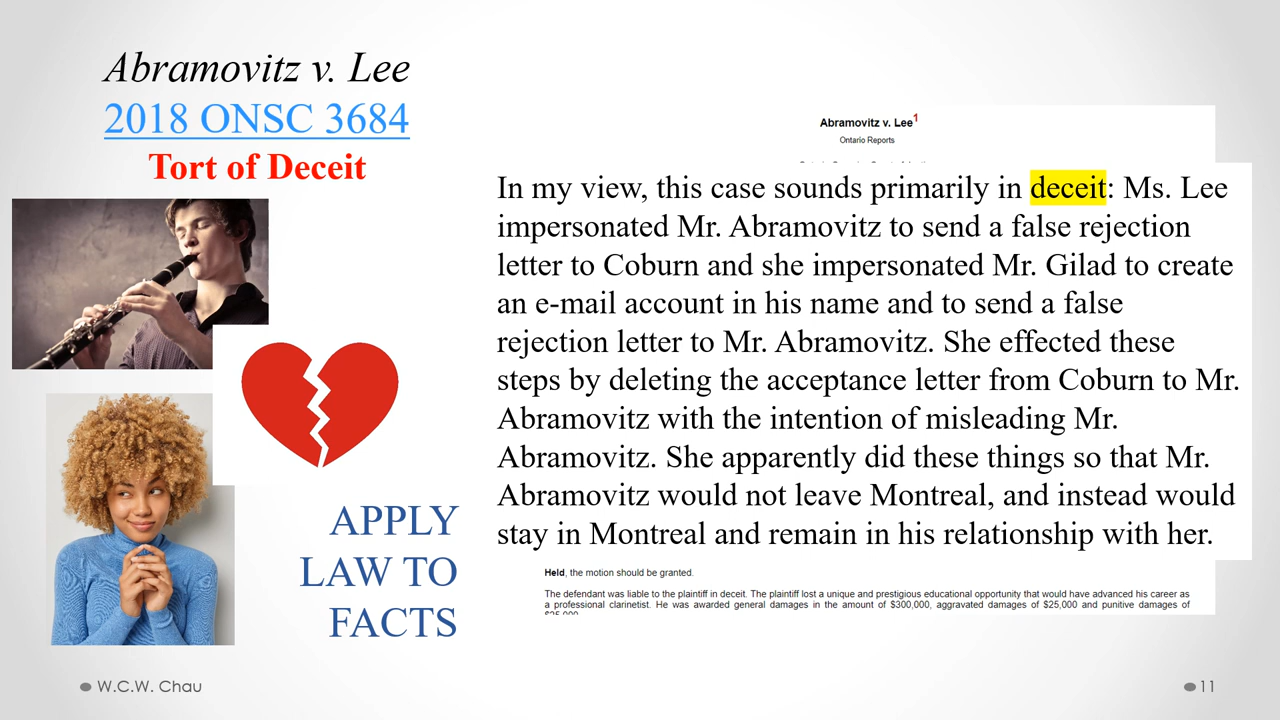 Abramovitz v. Lee
2018 ONSC 3684
Tort of Deceit
Abramovitz v. Lee1
Ontario Reports
In my view, this case sounds primarily in deceit: Ms. Lee
impersonated Mr. Abramovitz to send a false rejection
letter to Coburn and she impersonated Mr. Gilad to create
an e-mail account in his name and to send a false
rejection letter to Mr. Abramovitz. She effected these
steps by deleting the acceptance letter from Coburn to Mr.
Abramovitz with the intention of misleading Mr.
Abramovitz. She apparently did these things so that Mr.
Abramovitz would not leave Montreal, and instead would
stay in Montreal and remain in his relationship with her.
APPLY
LAW TO
FACTS
Held, the motion should be granted.
The defendant was liable to the plaintiff in deceit. The plaintiff lost a unique and prestigious educational opportunity that would have advanced his career as
a professional clarinetist. He was awarded general damages in the amount of $300,000, aggravated damages of $25,000 and punitive damages of
W.C.W. Chau
11